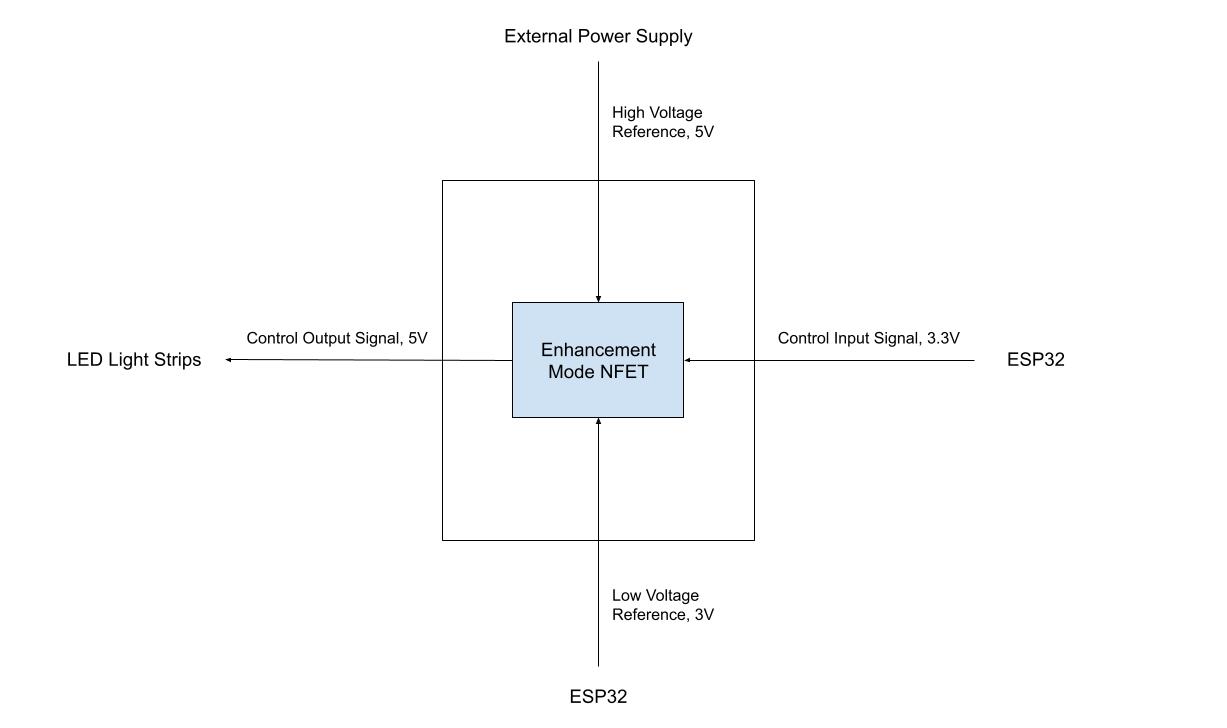 External Power Supply
High Voltage
Reference, 5V
Control Output Signal, 5V
Control Input Signal, 3.3V
LED Light Strips
Enhancement
Mode NFET
ESP32
Low Voltage
Reference, 3V
ESP32